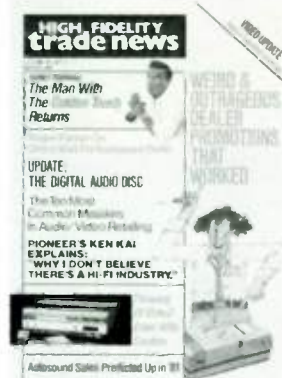 VIDEO UPDATE
HIGH FIDELITY
trade news
The Man With
The Golden Touch
Returns
WEIRD &
OUTRAGEOUS
DEALER
PROMOTIONS
THAT
WORKED
UPDATE,
THE DIGITAL AUDIO DISC
The Ten Most
Common Mistakes
in Audio/Video Retailing
PIONEER'S KEN KAI
EXPLAINS:
"WHY I DON'T BELIEVE
THERE'S A HI-FI INDUSTRY."
Autosound Sales Predicted Up in '81